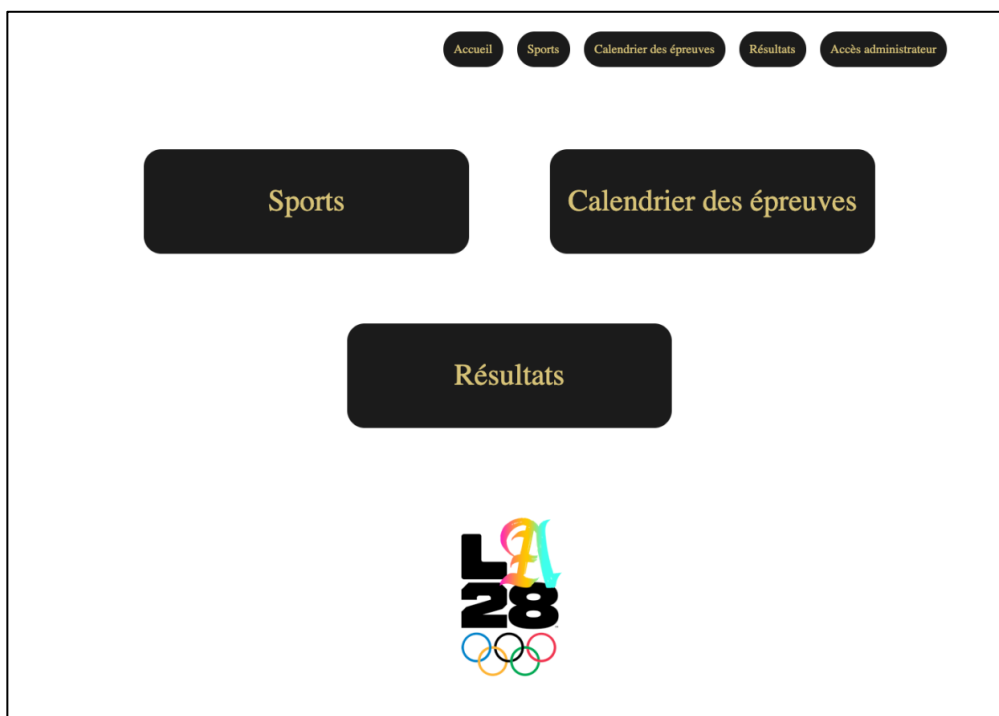 Accueil Sports Calendrier des épreuves Résultats Accès administrateur
Sports Calendrier des épreuves
Résultats
LA
28